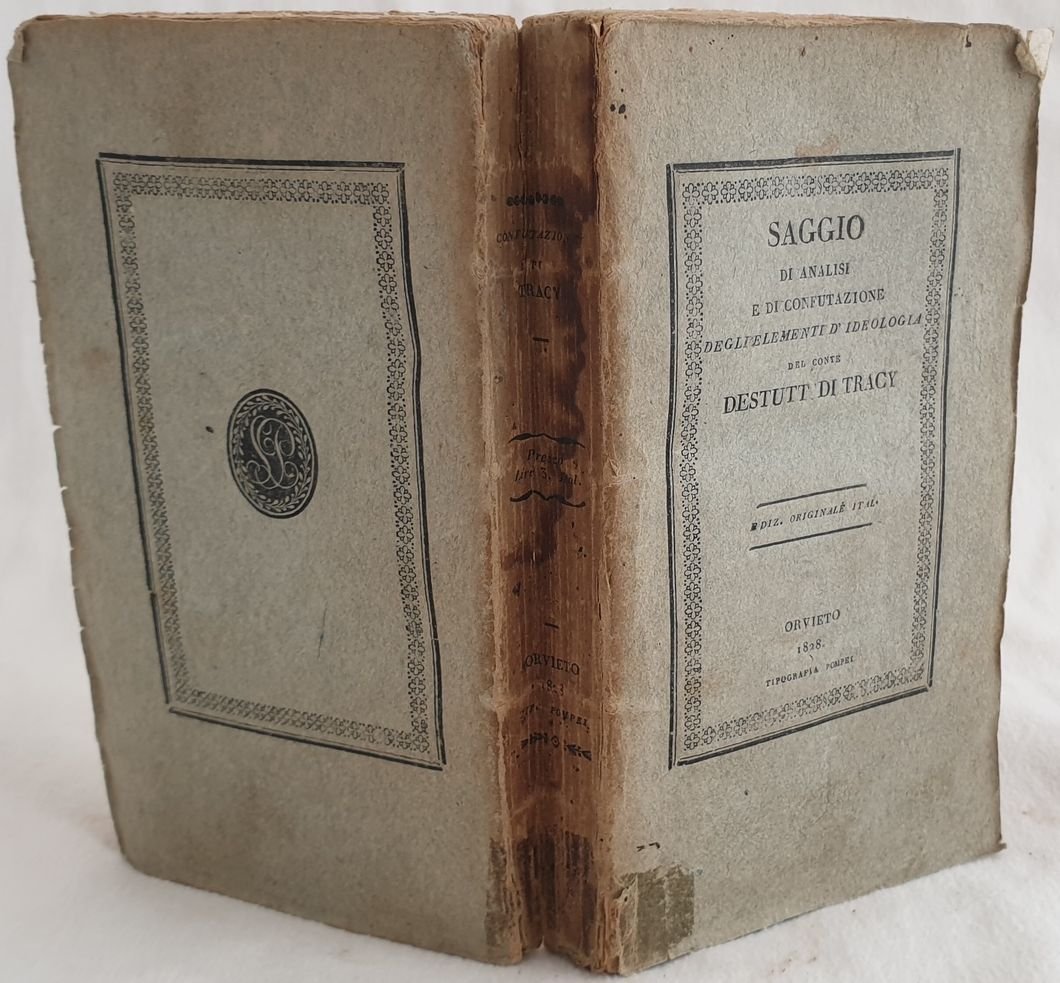 SAGGIO
DI ANALISI
E DI CONFUTAZIONE
DEGLI ELEMENTI D' IDEOLOGIA
DEL CONTE
DESTUTT DI TRACY
EDIZ. ORIGINALE ITAL.
ORVIETO
1828.
TIPOGRAFIA POMPEI
CONFUTAZIONE
TRACY
Prezzo
ORVIETO
POMPEI